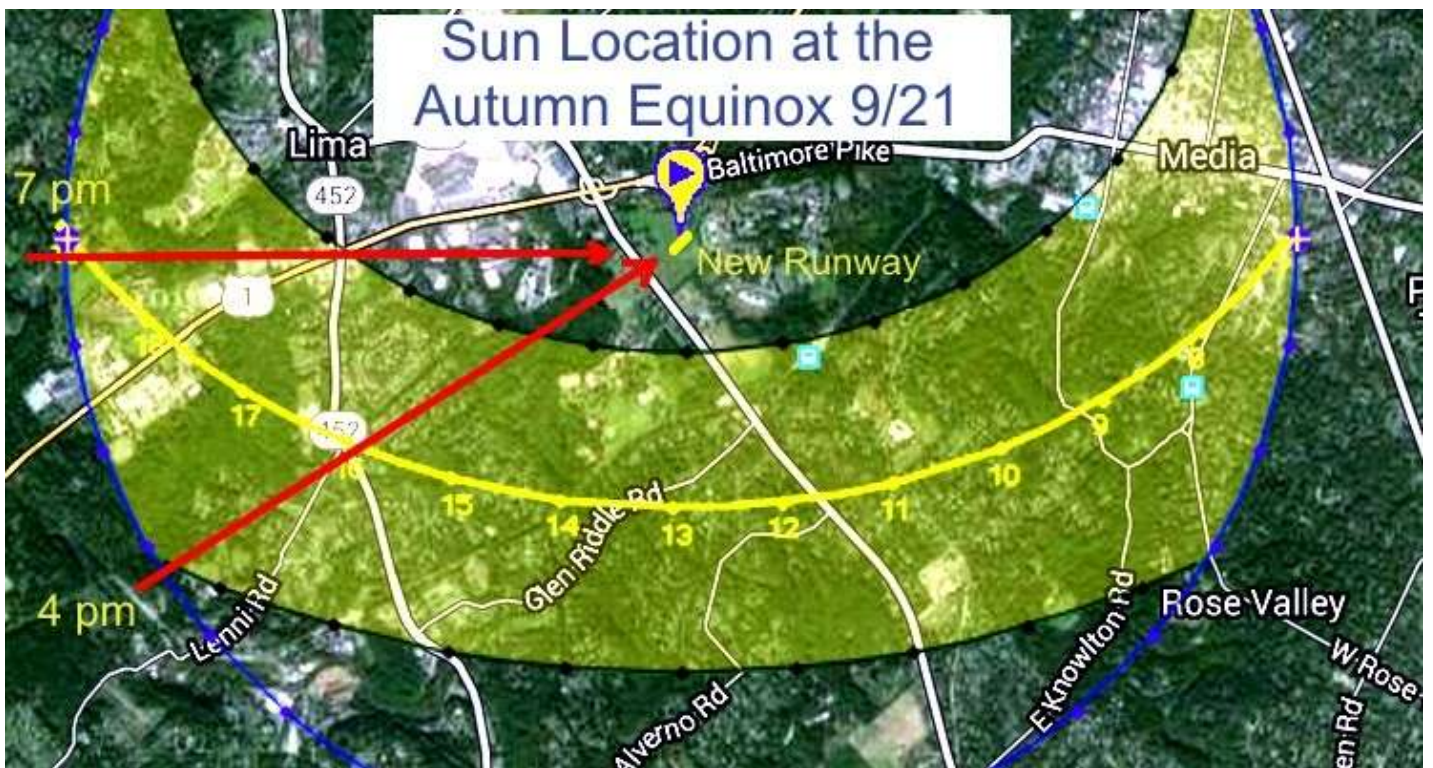 Sun Location at the
Autumn Equinox 9/21
Lima
Baltimore Pike
Media
7 pm
452
New Runway
1
17
452
16
15
14
13
12
11
10
9
8
Glen Riddle Rd
4 pm
Lenni Rd
Alverno Rd
E Knowlton Rd
Rose Valley
W Rose
en Rd